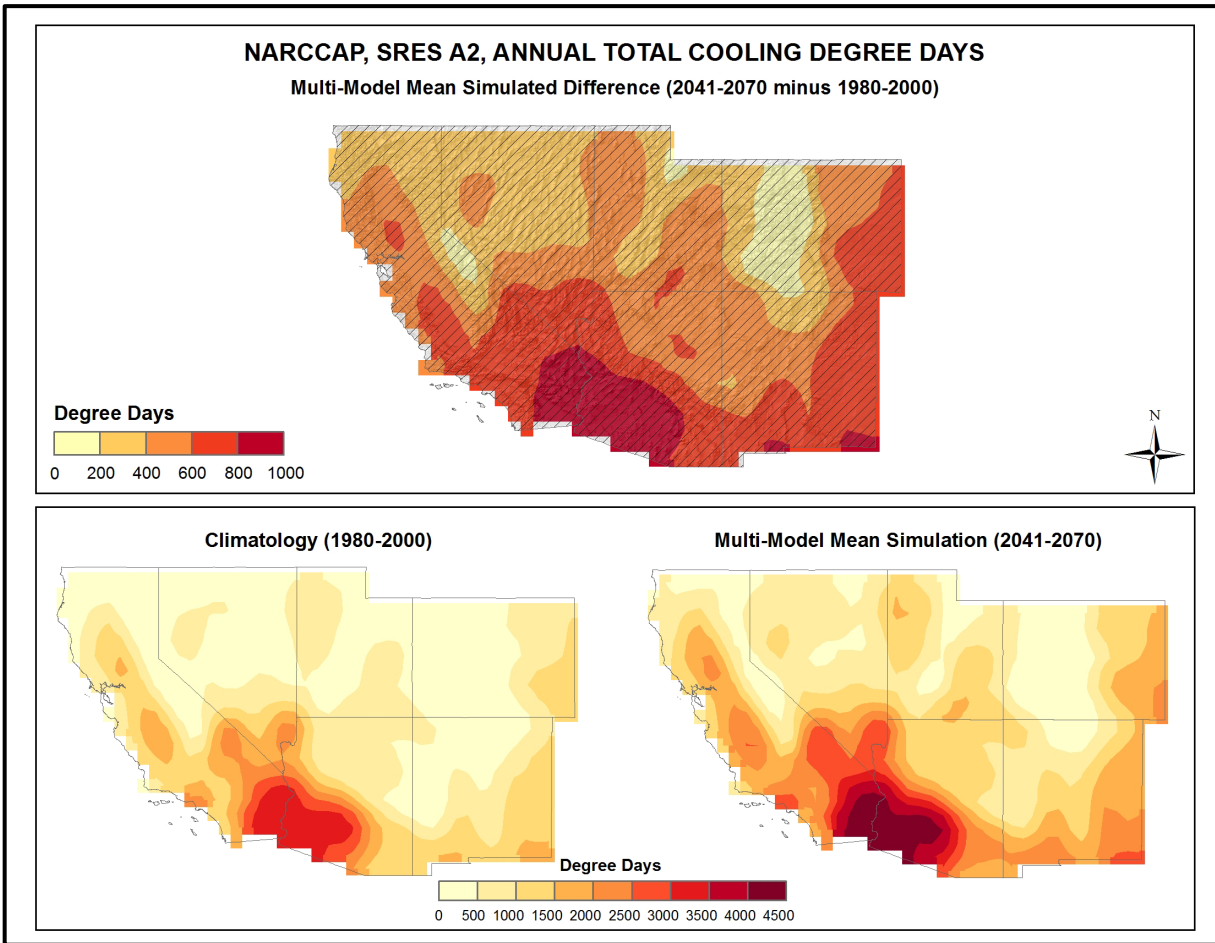 NARCCAP, SRES A2, ANNUAL TOTAL COOLING DEGREE DAYS
Multi-Model Mean Simulated Difference (2041-2070 minus 1980-2000)
Degree Days
0 200 400 600 800 1000
N
Climatology (1980-2000)
Multi-Model Mean Simulation (2041-2070)
Degree Days
0 500 1000 1500 2000 2500 3000 3500 4000 4500